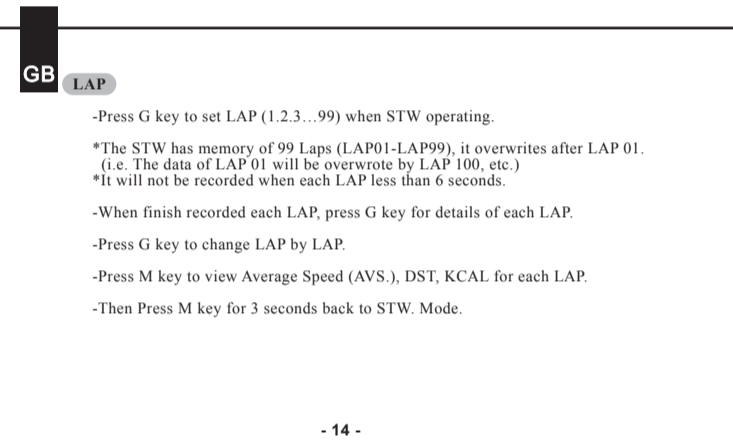 GB
LAP
-Press G key to set LAP (1.2.3...99) when STW operating.
*The STW has memory of 99 Laps (LAP01-LAP99), it overwrites after LAP 01.
(i.e. The data of LAP 01 will be overwrote by LAP 100, etc.)
*It will not be recorded when each LAP less than 6 seconds.
-When finish recorded each LAP, press G key for details of each LAP.
-Press G key to change LAP by LAP.
-Press M key to view Average Speed (AVS.), DST, KCAL for each LAP.
-Then Press M key for 3 seconds back to STW. Mode.
- 14 -